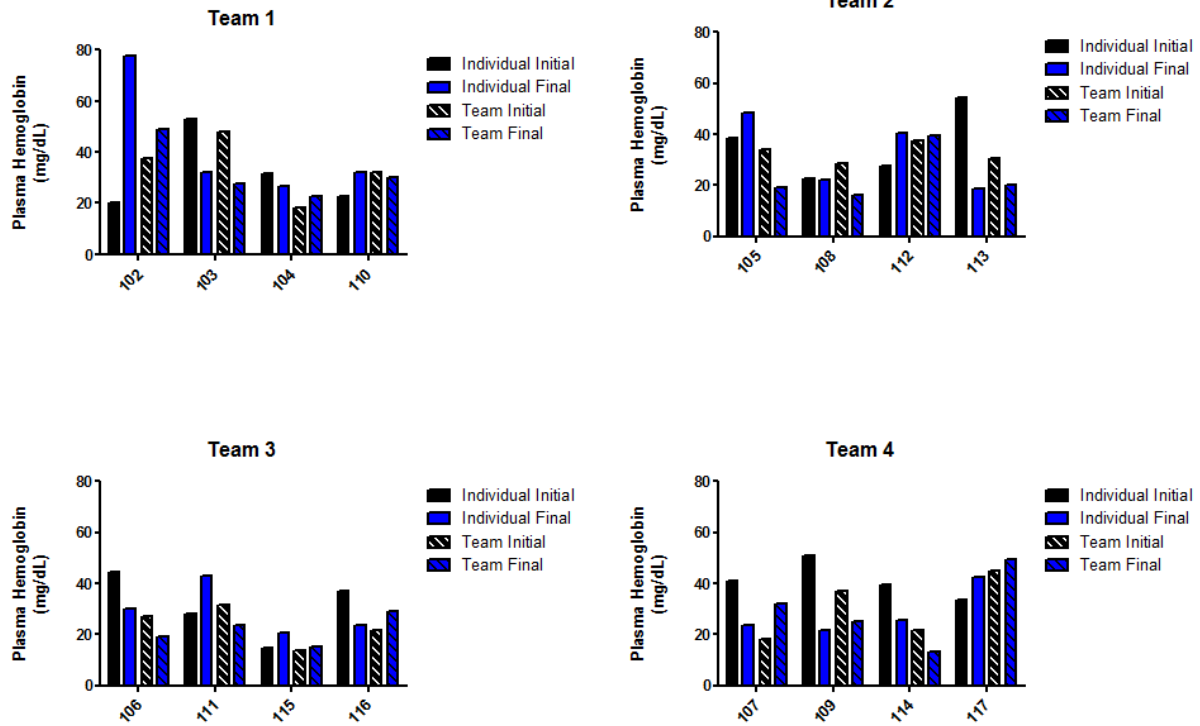 Team 1
80
60
40
20
0
Plasma Hemoglobin
(mg/dL)
102
103
104
110
Individual Initial
Individual Final
Team Initial
Team Final
Team 2
80
60
40
20
0
Plasma Hemoglobin
(mg/dL)
105
108
112
113
Individual Initial
Individual Final
Team Initial
Team Final
Team 3
80
60
40
20
0
Plasma Hemoglobin
(mg/dL)
106
111
115
116
Individual Initial
Individual Final
Team Initial
Team Final
Team 4
80
60
40
20
0
Plasma Hemoglobin
(mg/dL)
107
109
114
117
Individual Initial
Individual Final
Team Initial
Team Final